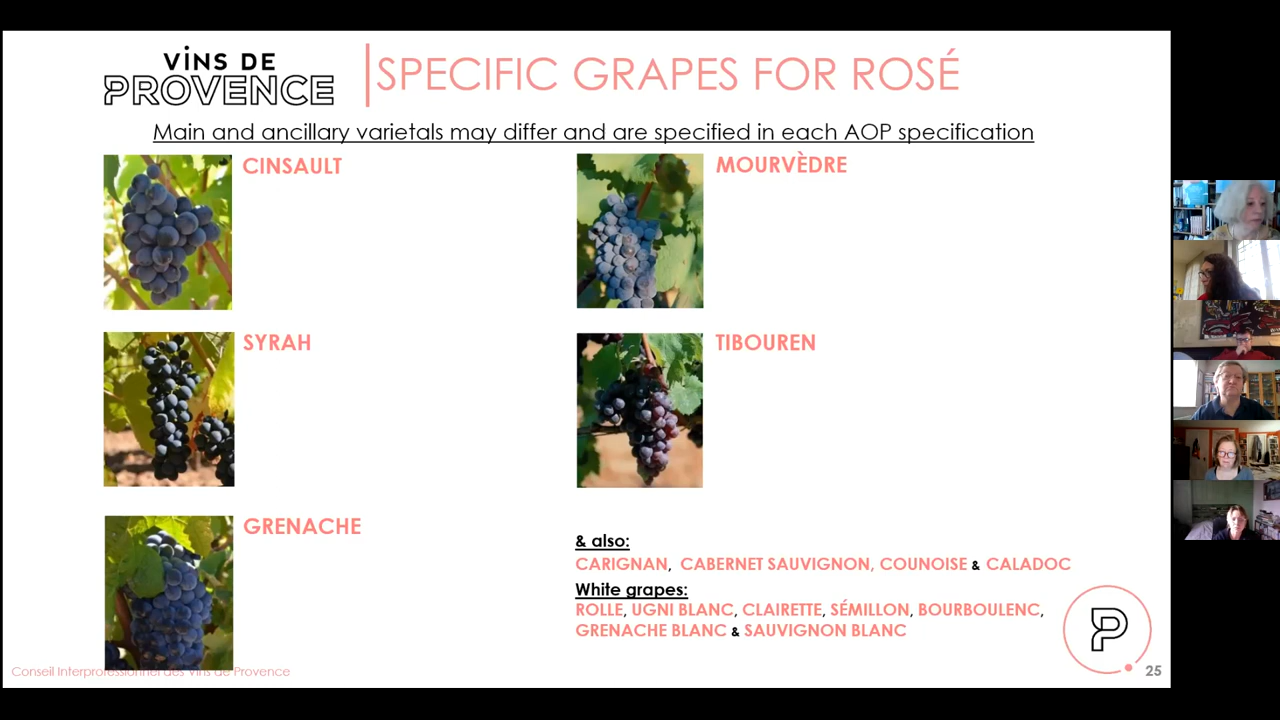 VINS DE
PROVENCE
SPECIFIC GRAPES FOR ROSÉ
Main and ancillary varietals may differ and are specified in each AOP specification
CINSAULT
MOURVÈDRE
SYRAH
TIBOUREN
GRENACHE
& also:
CARIGNAN, CABERNET SAUVIGNON, COUNOISE & CALADOC
White grapes:
ROLLE, UGNI BLANC, CLAIRETTE, SÉMILLON, BOURBOULENC,
GRENACHE BLANC & SAUVIGNON BLANC
P
Conseil Interprofessionnel des Vins de Provence
25